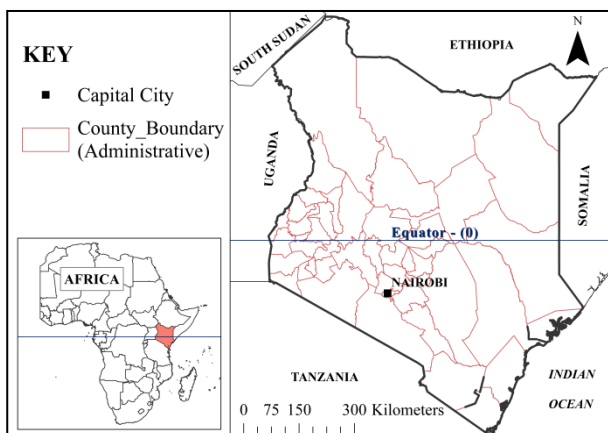 KEY
Capital City
County_Boundary
(Administrative)
AFRICA
SOUTH SUDAN
ETHIOPIA
N
UGANDA
SOMALIA
Equator - (0)
NAIROBI
TANZANIA
INDIAN
OCEAN
0 75 150 300 Kilometers